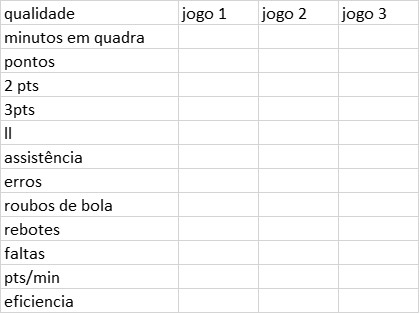 qualidade jogo 1 jogo 2 jogo 3
minutos em quadra
pontos
2 pts
3pts
ll
assistência
erros
roubos de bola
rebotes
faltas
pts/min
eficiencia